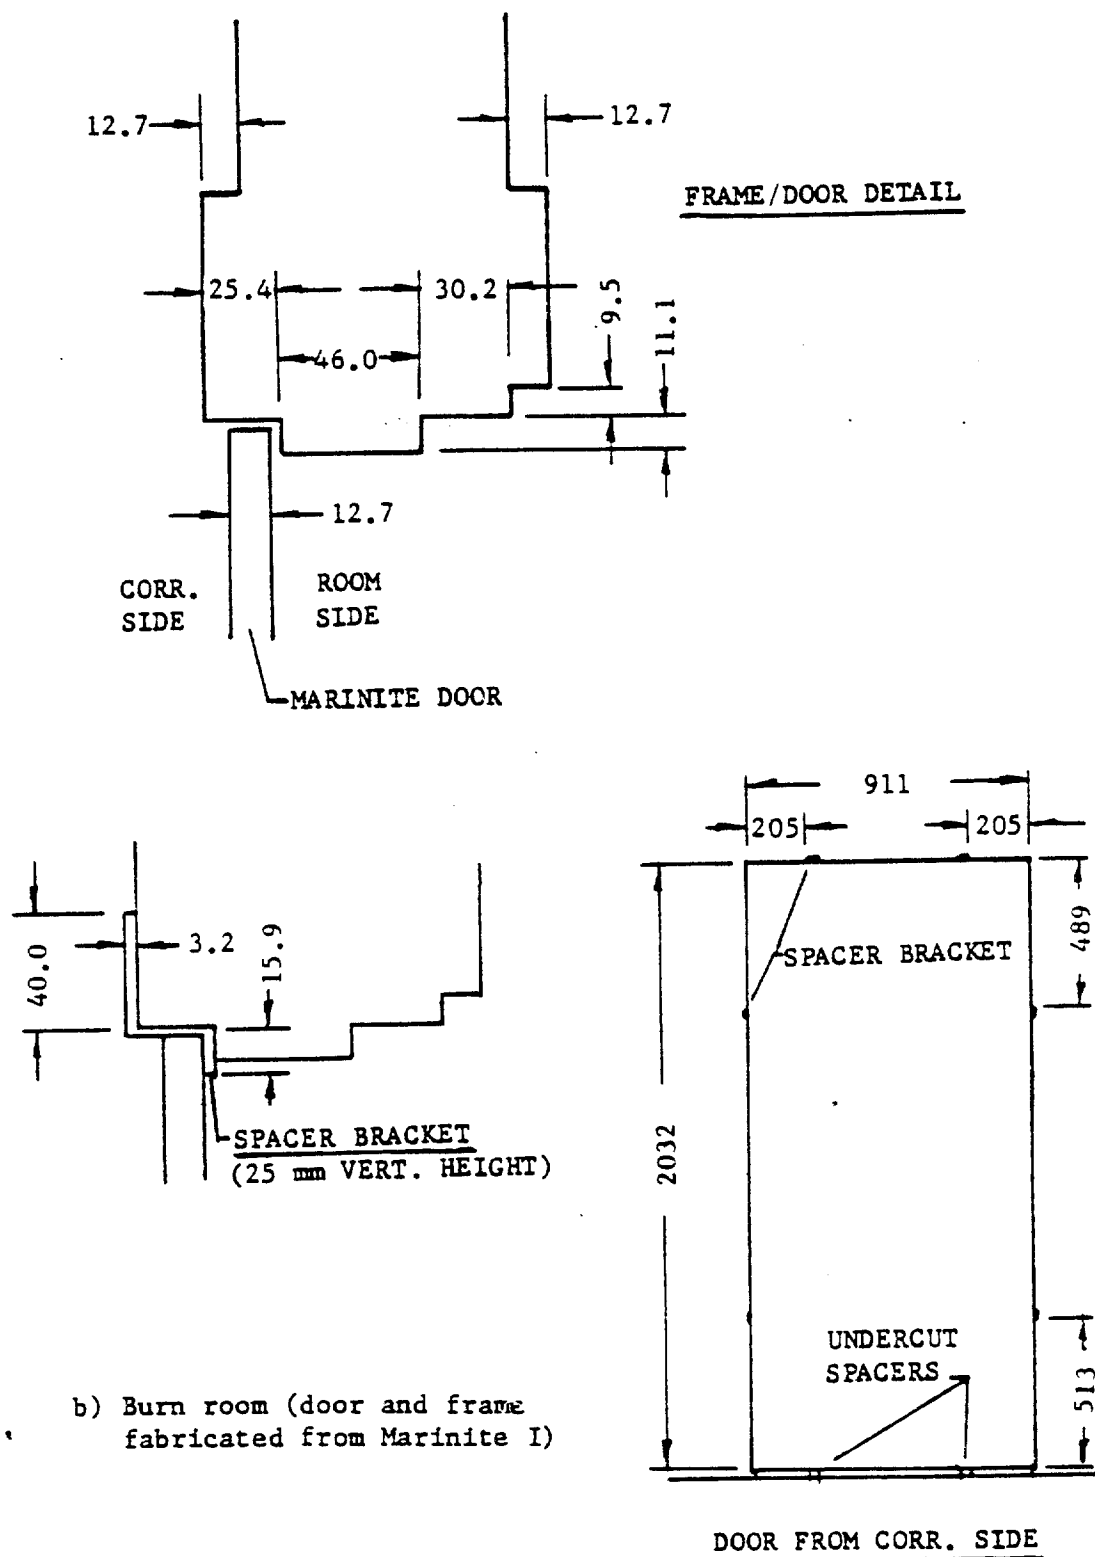 12.7
12.7
FRAME/DOOR DETAIL
25.4
30.2
9.5
11.1
46.0
12.7
CORR.
SIDE
ROOM
SIDE
MARINITE DOOR
911
205
205
40.0
3.2
15.9
489
SPACER BRACKET
SPACER BRACKET
(25 mm VERT. HEIGHT)
2032
UNDERCUT
SPACERS
513
b) Burn room (door and frame
fabricated from Marinite I)
DOOR FROM CORR. SIDE